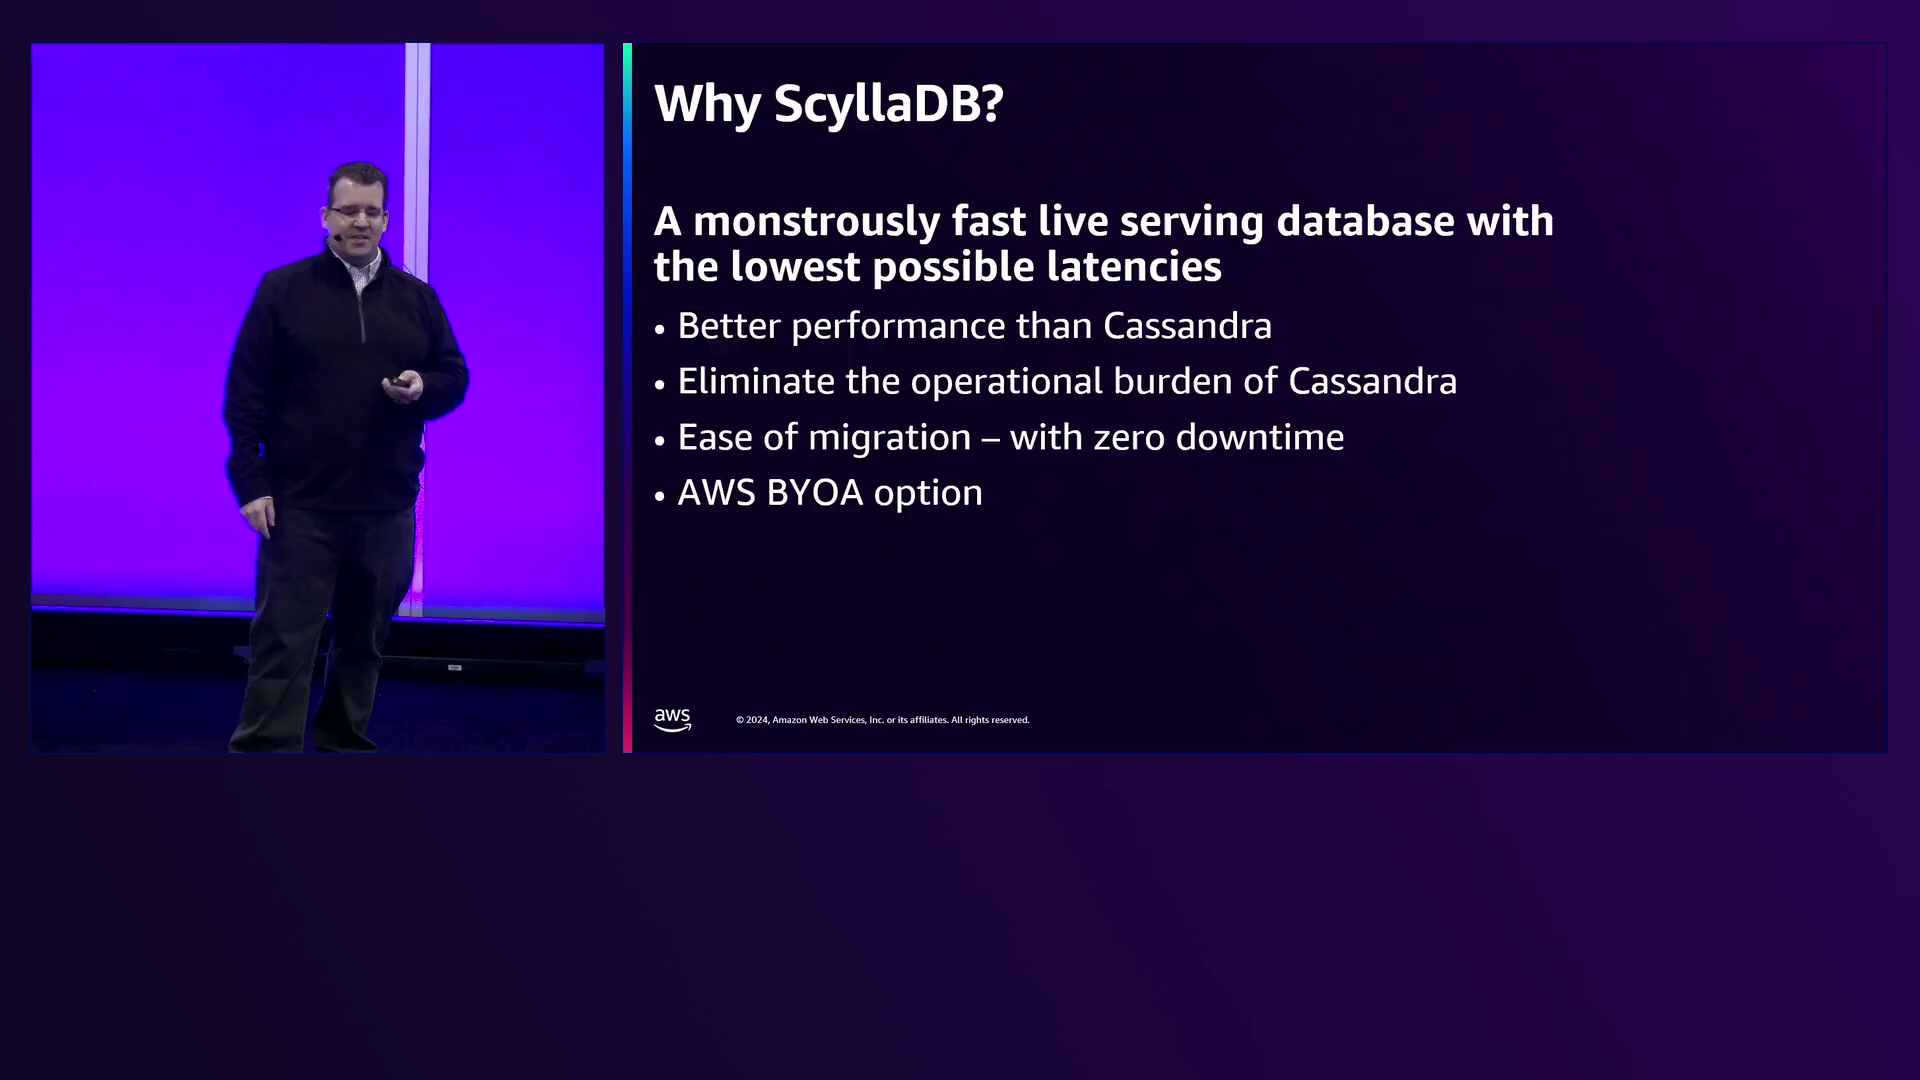 Why ScyllaDB?
A monstrously fast live serving database with
the lowest possible latencies
• Better performance than Cassandra
• Eliminate the operational burden of Cassandra
• Ease of migration – with zero downtime
• AWS BYOA option
aws
© 2024, Amazon Web Services, Inc. or its affiliates. All rights reserved.